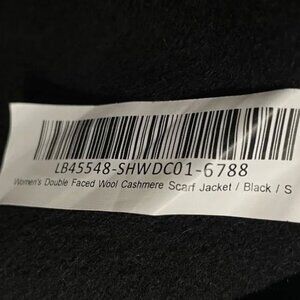 LB45548-SHWDC01-6788
Women's Double Faced Wool Cashmere Scarf Jacket / Black / S